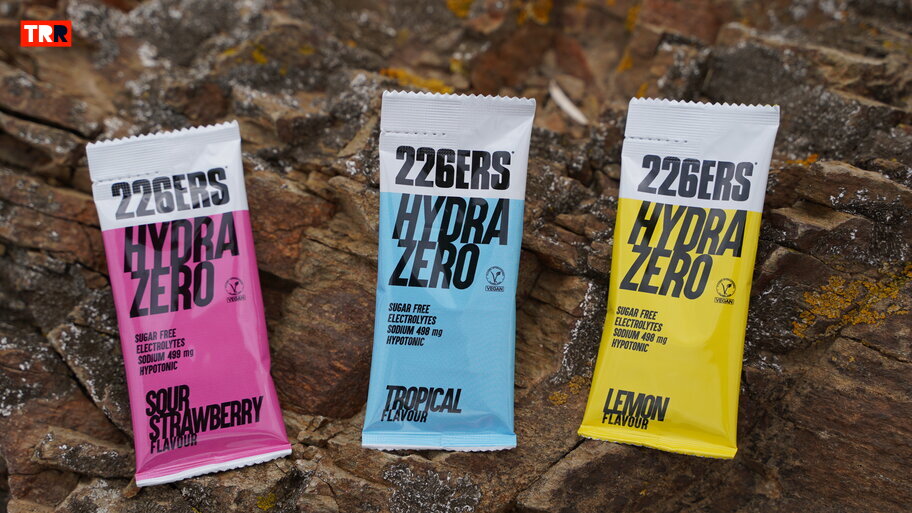 TRR
226ERS
HYDRA
ZERO
VEGAN
SUGAR FREE
ELECTROLYTES
SODIUM 499 mg
HYPOTONIC
SOUR
STRAWBERRY
FLAVOUR
226ERS
HYDRA
ZERO
VEGAN
SUGAR FREE
ELECTROLYTES
SODIUM 498 mg
HYPOTONIC
TROPICAL
FLAVOUR
226ERS
HYDRA
ZERO
VEGAN
SUGAR FREE
ELECTROLYTES
SODIUM 498 mg
HYPOTONIC
LEMON
FLAVOUR